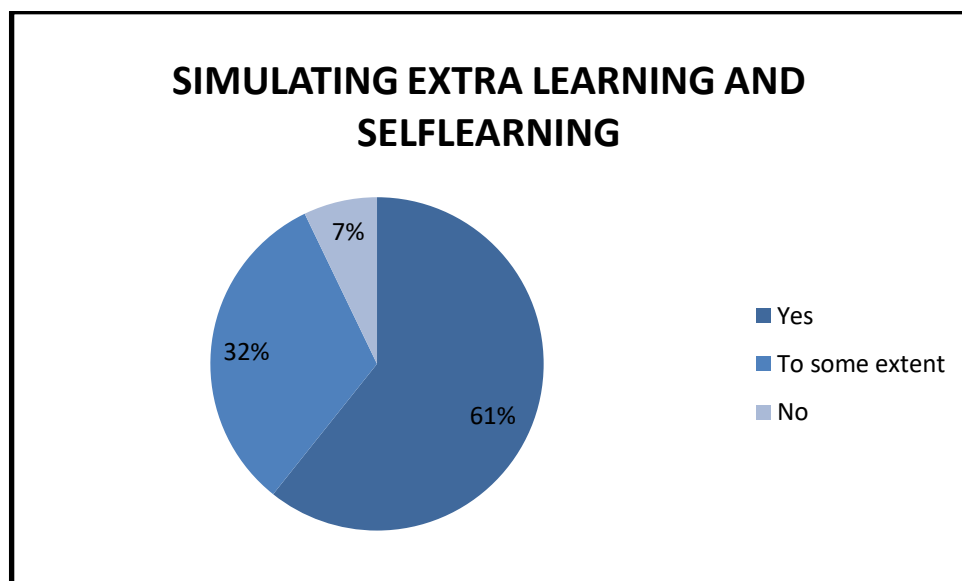 SIMULATING EXTRA LEARNING AND
SELFLEARNING
7%
32%
61%
Yes
To some extent
No